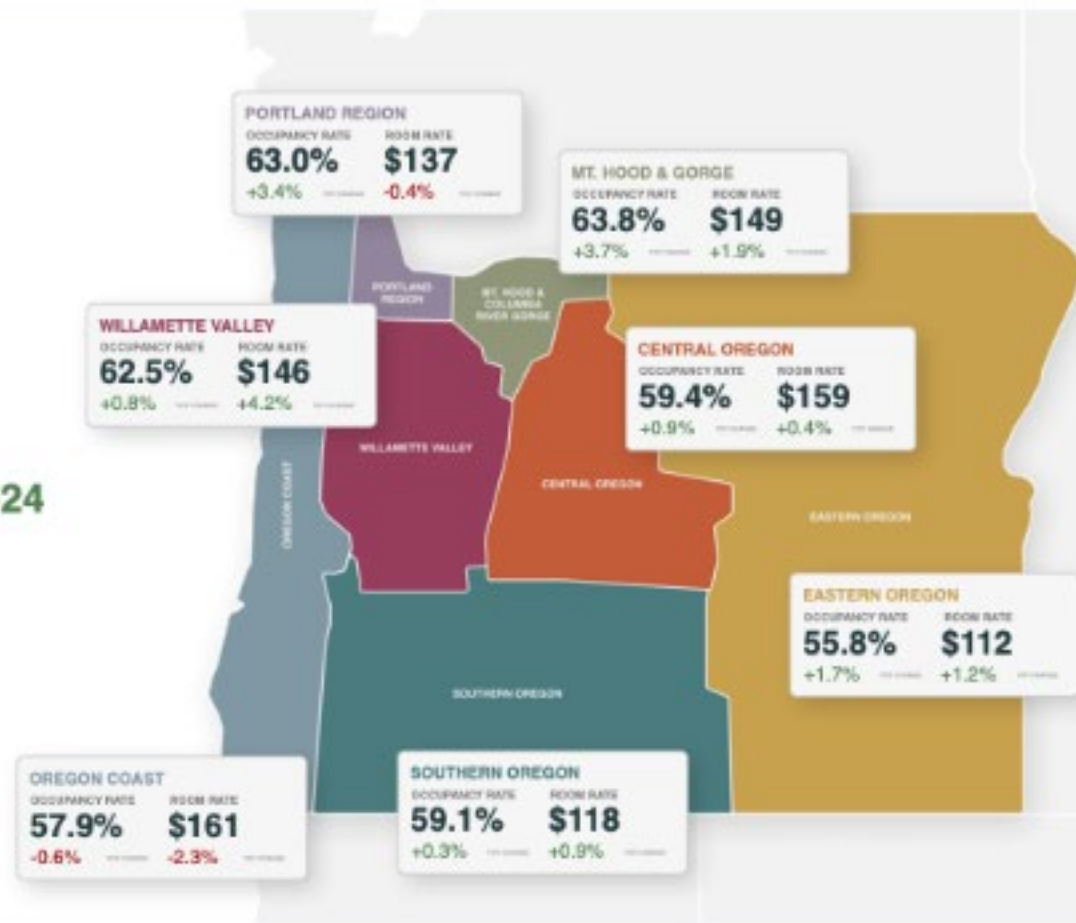 PORTLAND REGION
OCCUPANCY RATE ROOM RATE
63.0% $137
+3.4% -0.4%
MT. HOOD & GORGE
OCCUPANCY RATE ROOM RATE
63.8% $149
+3.7% +1.9%
PORTLAND
REGION
MT. HOOD &
COLUMBIA
RIVER GORGE
WILLAMETTE VALLEY
OCCUPANCY RATE ROOM RATE
62.5% $146
+0.8% +4.2%
CENTRAL OREGON
OCCUPANCY RATE ROOM RATE
59.4% $159
+0.9% +0.4%
WILLAMETTE VALLEY
CENTRAL OREGON
24
OREGON COAST
EASTERN OREGON
EASTERN OREGON
OCCUPANCY RATE ROOM RATE
55.8% $112
+1.7% +1.2%
SOUTHERN OREGON
OREGON COAST
OCCUPANCY RATE ROOM RATE
57.9% $161
-0.6% -2.3%
SOUTHERN OREGON
OCCUPANCY RATE ROOM RATE
59.1% $118
+0.3% +0.9%